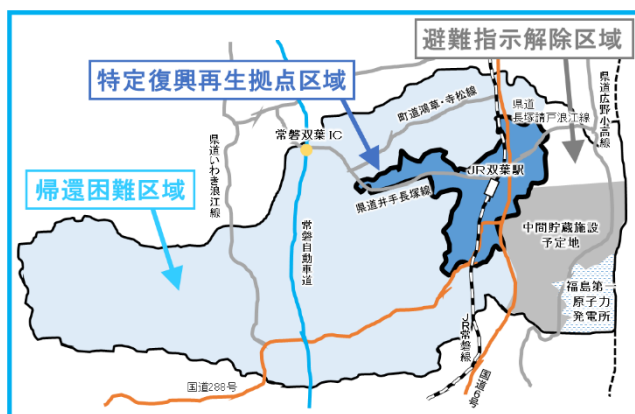 避難指示解除区域
特定復興再生拠点区域
帰還困難区域
県道いわき浪江線
常磐双葉IC
町道鴻草・寺松線
県道
長塚請戸浪江線
県道広野小高線
JR双葉駅
県道井手長塚線
常磐自動車道
中間貯蔵施設
予定地
福島第一
原子力
発電所
JR常磐線
国道6号
国道288号